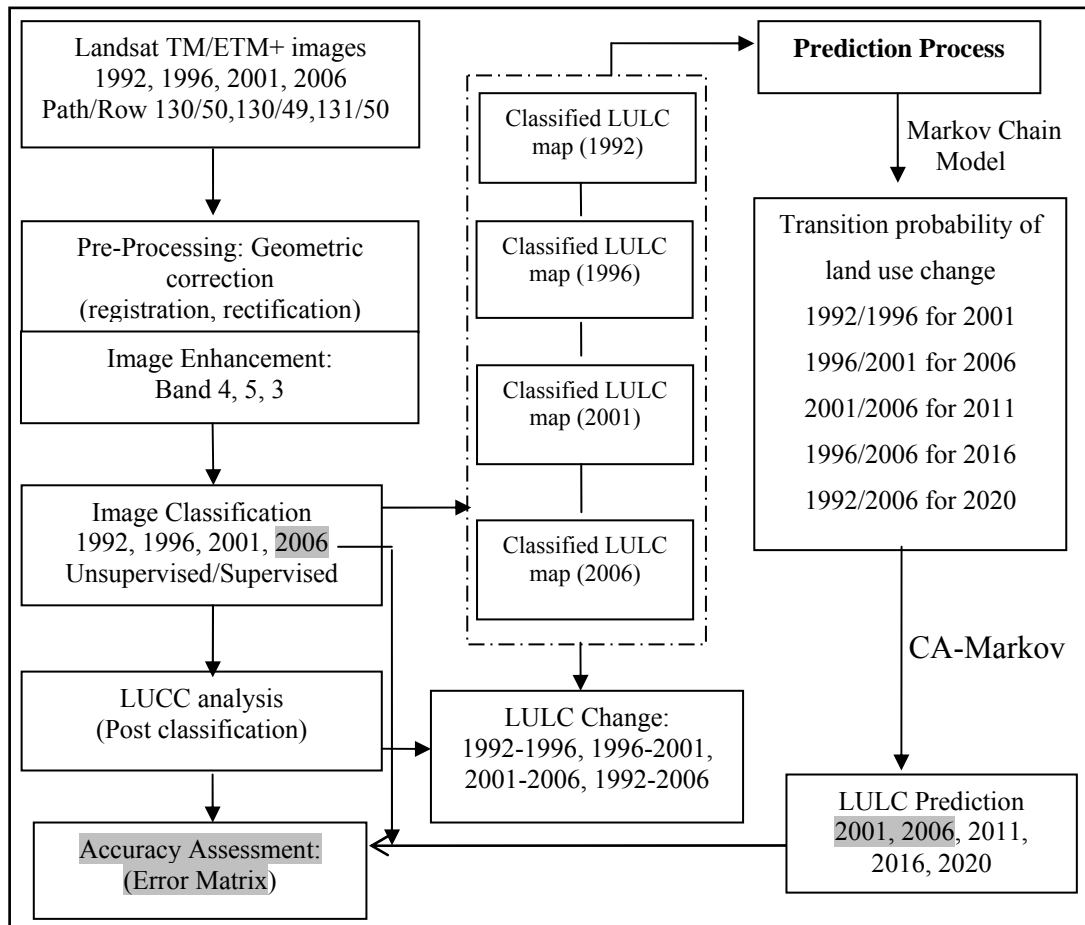 Landsat TM/ETM+ images
1992, 1996, 2001, 2006
Path/Row 130/50,130/49,131/50
Pre-Processing: Geometric
correction
(registration, rectification)
Image Enhancement:
Band 4, 5, 3
Image Classification
1992, 1996, 2001, 2006
Unsupervised/Supervised
LUCC analysis
(Post classification)
Accuracy Assessment:
(Error Matrix)
Classified LULC
map (1992)
Classified LULC
map (1996)
Classified LULC
map (2001)
Classified LULC
map (2006)
LULC Change:
1992-1996, 1996-2001,
2001-2006, 1992-2006
Prediction Process
Markov Chain
Model
Transition probability of
land use change
1992/1996 for 2001
1996/2001 for 2006
2001/2006 for 2011
1996/2006 for 2016
1992/2006 for 2020
CA-Markov
LULC Prediction
2001, 2006, 2011,
2016, 2020